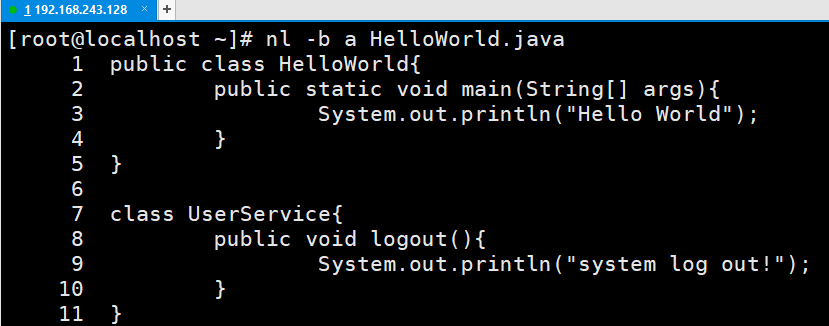 1 192.168.243.128 × +
[root@localhost ~]# nl -b a HelloWorld.java
     1  public class HelloWorld{
     2          public static void main(String[] args){
     3                  System.out.println("Hello World");
     4          }
     5  }
     6
     7  class UserService{
     8          public void logout(){
     9                  System.out.println("system log out!");
    10          }
    11  }